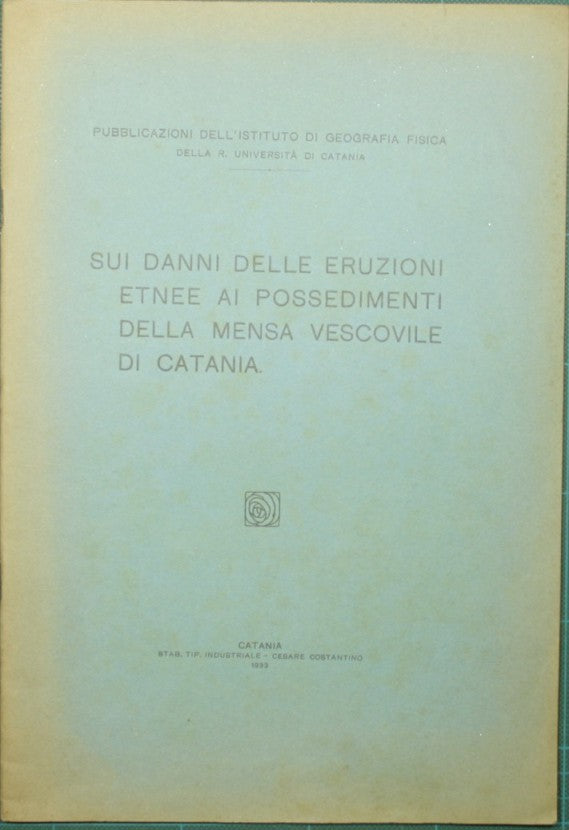 PUBBLICAZIONI DELL'ISTITUTO DI GEOGRAFIA FISICA
DELLA R. UNIVERSITÀ DI CATANIA
SUI DANNI DELLE ERUZIONI
ETNEE AI POSSEDIMENTI
DELLA MENSA VESCOVILE
DI CATANIA.
CATANIA
STAB. TIP. INDUSTRIALE - CESARE COSTANTINO
1933